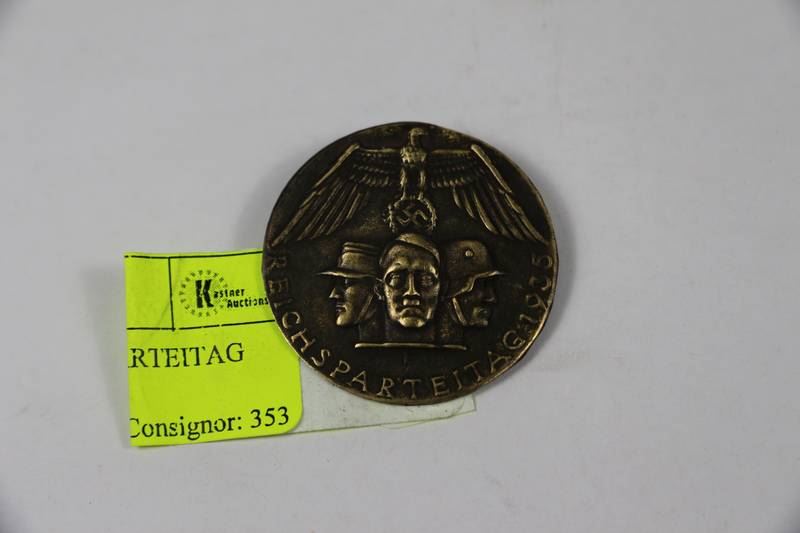 REICHSPARTEITAG 1935
Kastner
Auctions
RTEITAG
Consignor: 353